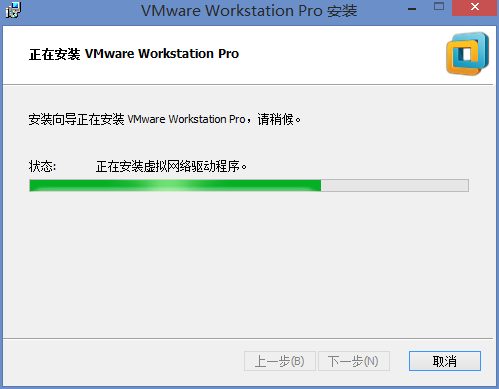 VMware Workstation Pro 安装
正在安装 VMware Workstation Pro
安装向导正在安装 VMware Workstation Pro，请稍候。
状态: 正在安装虚拟网络驱动程序。
上一步(B) 下一步(N) 取消